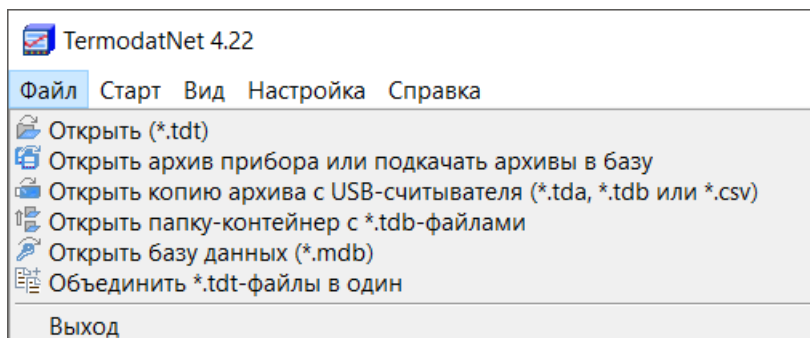 TermodatNet 4.22
Файл Старт Вид Настройка Справка
Открыть (*.tdt)
Открыть архив прибора или подкачать архивы в базу
Открыть копию архива с USB-считывателя (*.tda, *.tdb или *.csv)
Открыть папку-контейнер с *.tdb-файлами
Открыть базу данных (*.mdb)
Объединить *.tdt-файлы в один
Выход